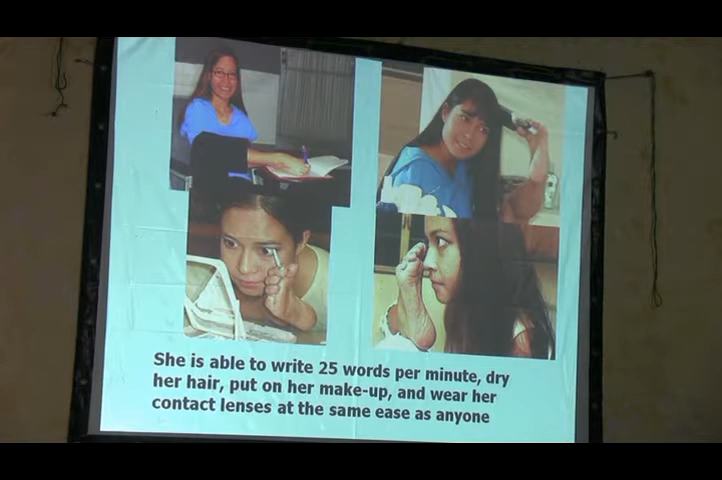 She is able to write 25 words per minute, dry
her hair, put on her make-up, and wear her
contact lenses at the same ease as anyone